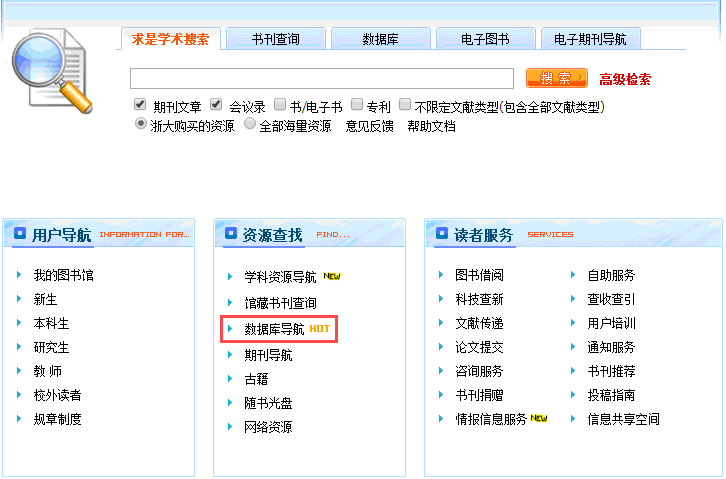 求是学术搜索 书刊查询 数据库 电子图书 电子期刊导航
搜 索 高级检索
期刊文章 会议录 书/电子书 专利 不限定文献类型(包含全部文献类型)
浙大购买的资源 全部海量资源 意见反馈 帮助文档
用户导航 INFORMATION FOR...
我的图书馆
新生
本科生
研究生
教 师
校外读者
规章制度
资源查找 FIND...
学科资源导航 NEW
馆藏书刊查询
数据库导航 HOT
期刊导航
古籍
随书光盘
网络资源
读者服务 SERVICES
图书借阅 自助服务
科技查新 查收查引
文献传递 用户培训
论文提交 通知服务
咨询服务 书刊推荐
书刊捐赠 投稿指南
情报信息服务 NEW 信息共享空间